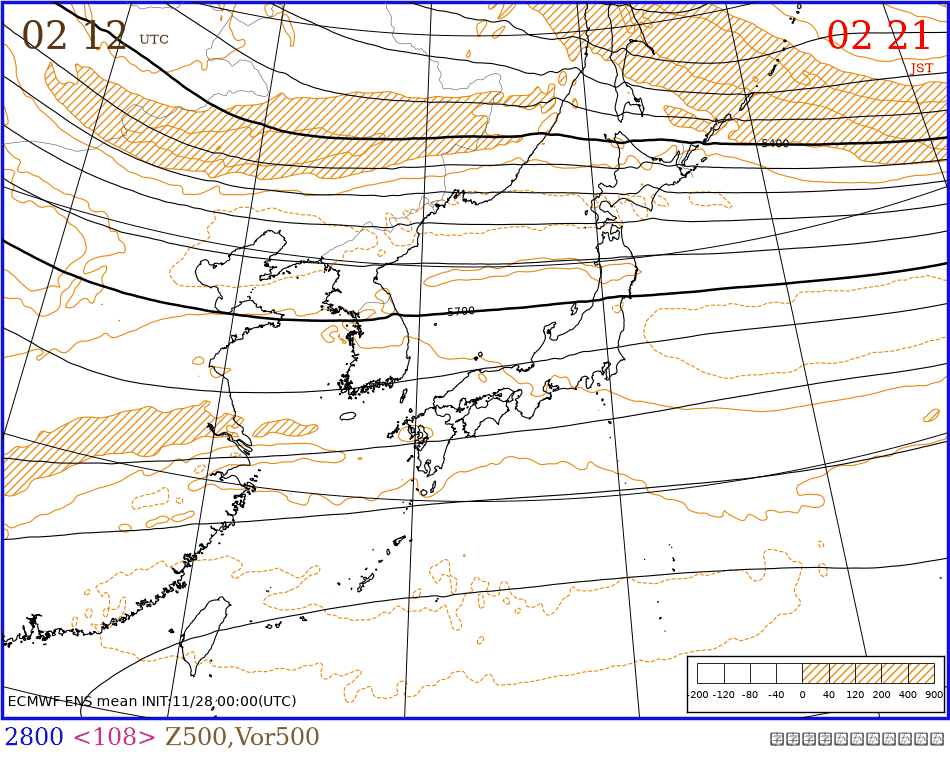 02 12 UTC
02 21
JST
5400
5700
ECMWF ENS mean INIT:11/28 00:00(UTC)
-200 -120 -80 -40 0 40 120 200 400 900
2800 <108> Z500,Vor500